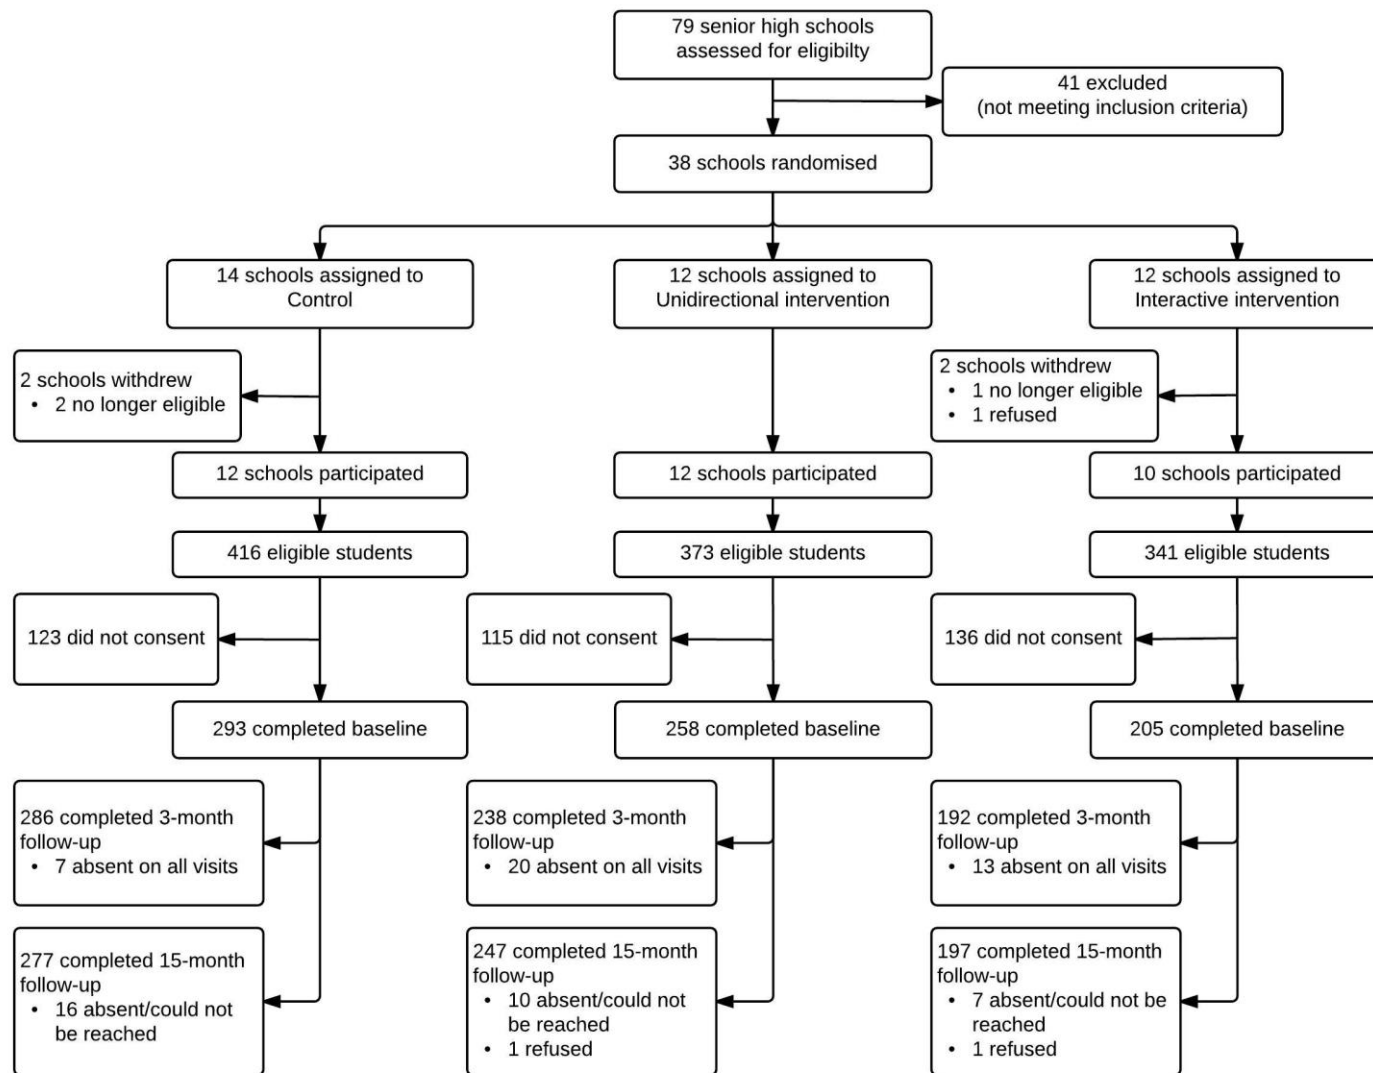 79 senior high schools
assessed for eligibilty
41 excluded
(not meeting inclusion criteria)
38 schools randomised
14 schools assigned to
Control
12 schools assigned to
Unidirectional intervention
12 schools assigned to
Interactive intervention
2 schools withdrew
• 2 no longer eligible
2 schools withdrew
• 1 no longer eligible
• 1 refused
12 schools participated
12 schools participated
10 schools participated
416 eligible students
373 eligible students
341 eligible students
123 did not consent
115 did not consent
136 did not consent
293 completed baseline
258 completed baseline
205 completed baseline
286 completed 3-month
follow-up
• 7 absent on all visits
238 completed 3-month
follow-up
• 20 absent on all visits
192 completed 3-month
follow-up
• 13 absent on all visits
277 completed 15-month
follow-up
• 16 absent/could not
be reached
247 completed 15-month
follow-up
• 10 absent/could not
be reached
• 1 refused
197 completed 15-month
follow-up
• 7 absent/could not be
reached
• 1 refused